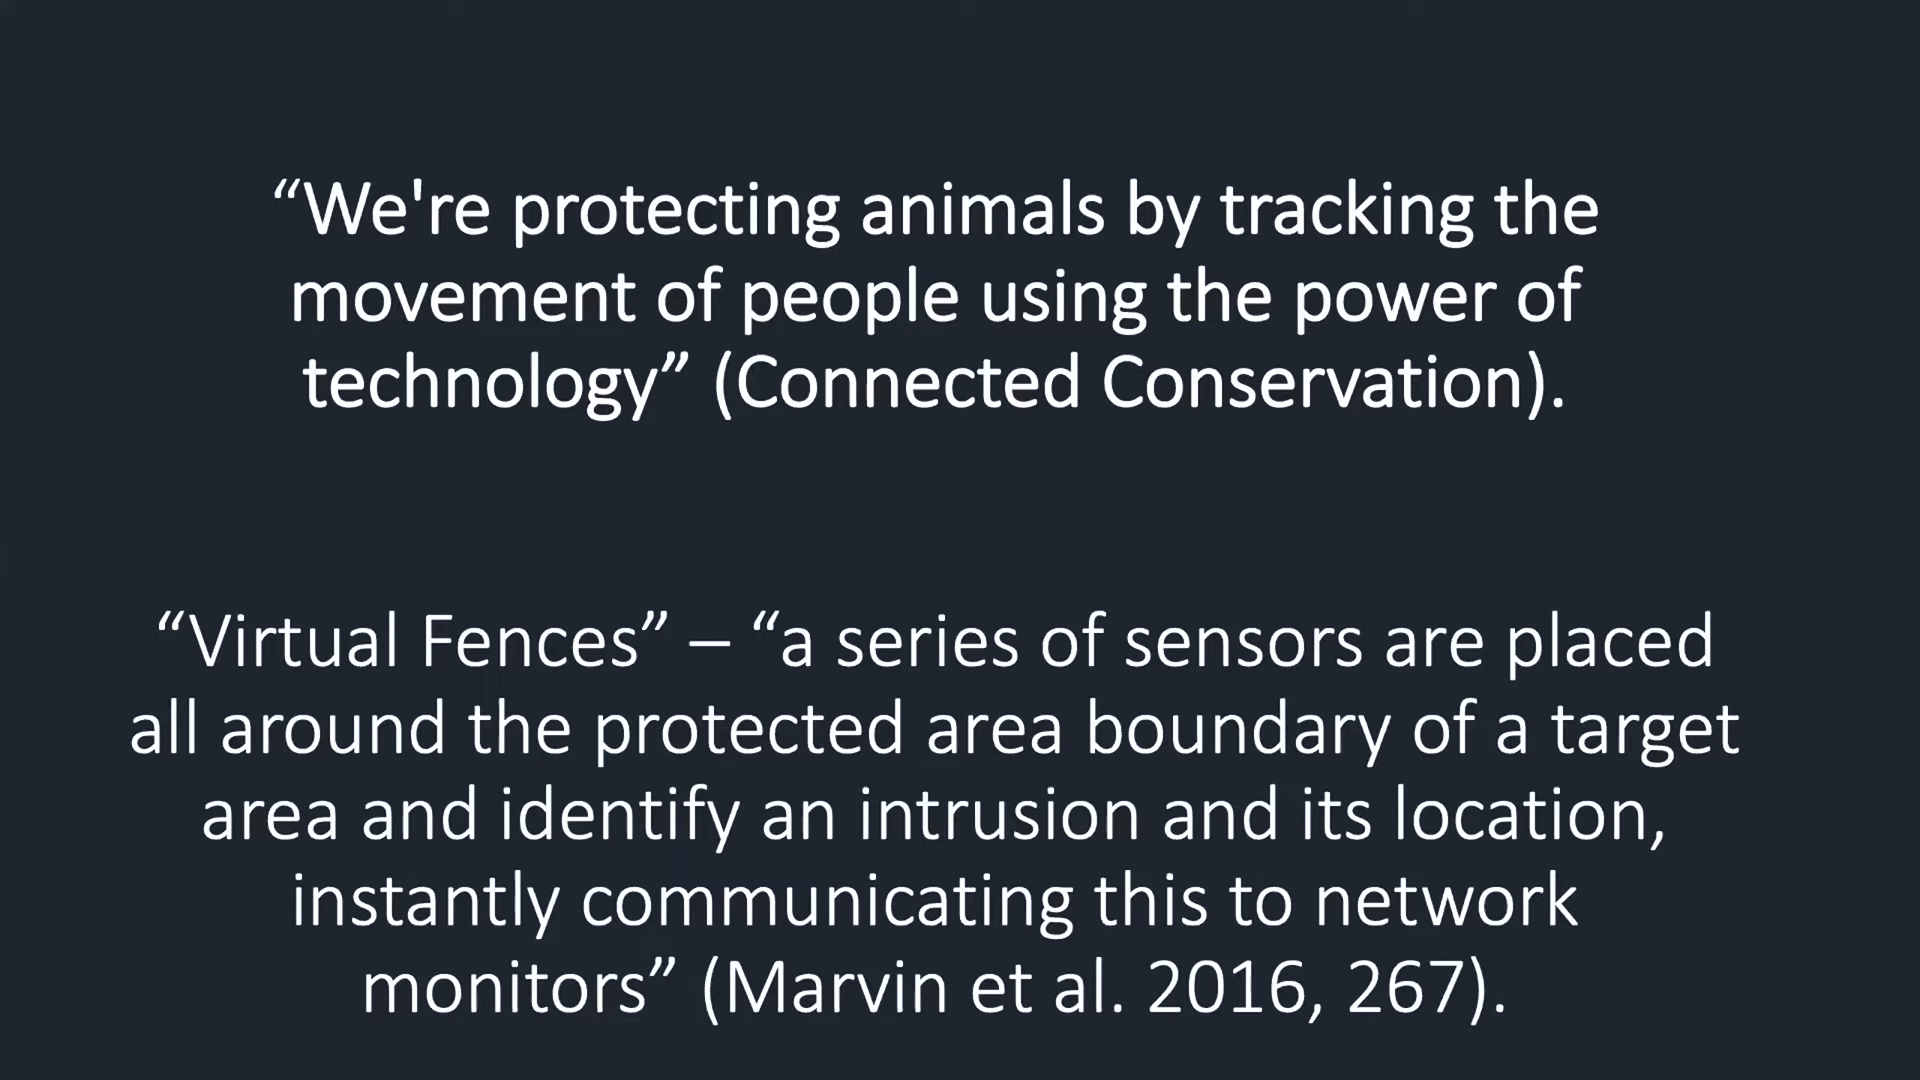 “We're protecting animals by tracking the
movement of people using the power of
technology” (Connected Conservation).
“Virtual Fences” – “a series of sensors are placed
all around the protected area boundary of a target
area and identify an intrusion and its location,
instantly communicating this to network
monitors” (Marvin et al. 2016, 267).